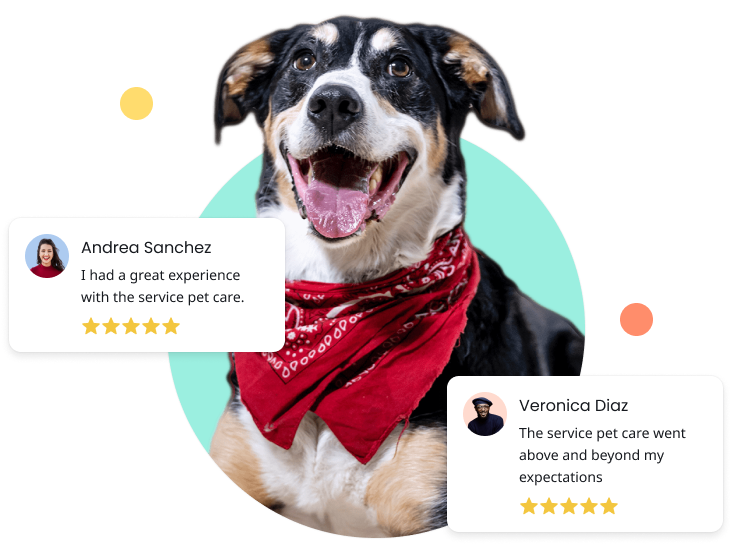 Andrea Sanchez
I had a great experience
with the service pet care.
Veronica Diaz
The service pet care went
above and beyond my
expectations